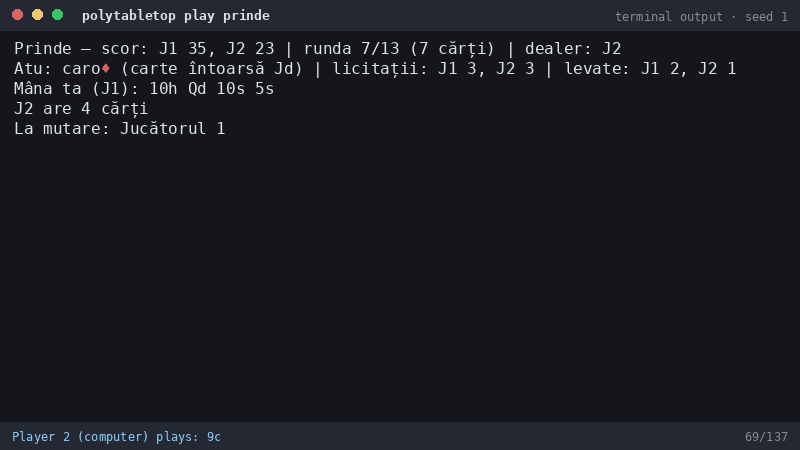 polytabletop play prinde
terminal output · seed 1
Prinde — scor: J1 35, J2 23 | runda 7/13 (7 cărți) | dealer: J2
Atu: caro♦ (carte întoarsă Jd) | licitații: J1 3, J2 3 | levate: J1 2, J2 1
Mâna ta (J1): 10h Qd 10s 5s
J2 are 4 cărți
La mutare: Jucătorul 1
Player 2 (computer) plays: 9c
69/137